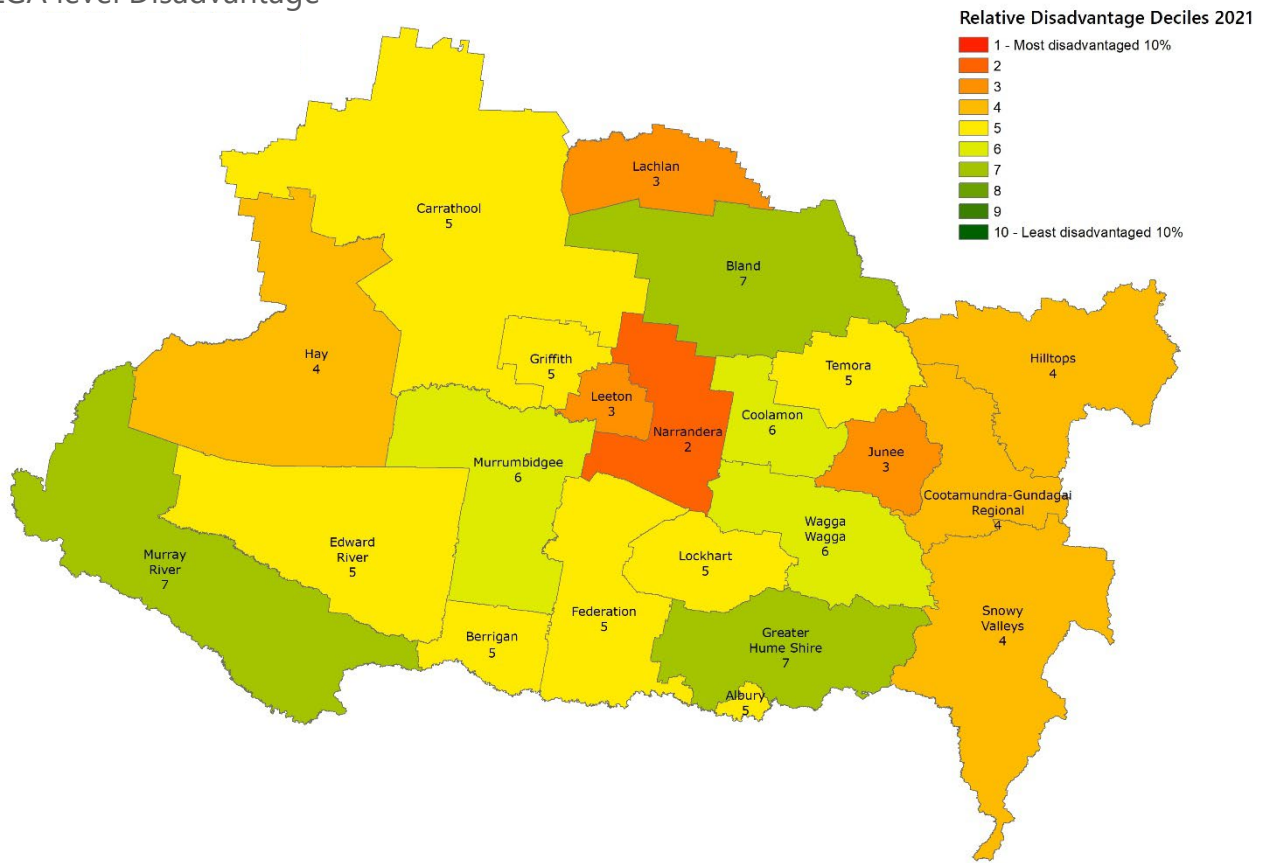 LGA-level Disadvantage
Relative Disadvantage Deciles 2021
1 - Most disadvantaged 10%
2
3
4
5
6
7
8
9
10 - Least disadvantaged 10%
Lachlan
3
Carrathool
5
Bland
7
Hay
4
Griffith
5
Temora
5
Hilltops
4
Leeton
3
Narrandera
2
Coolamon
6
Junee
3
Murrumbidgee
6
Cootamundra-Gundagai
Regional
4
Wagga
Wagga
6
Edward
River
5
Lockhart
5
Murray
River
7
Federation
5
Snowy
Valleys
4
Berrigan
5
Greater
Hume Shire
7
Albury
5